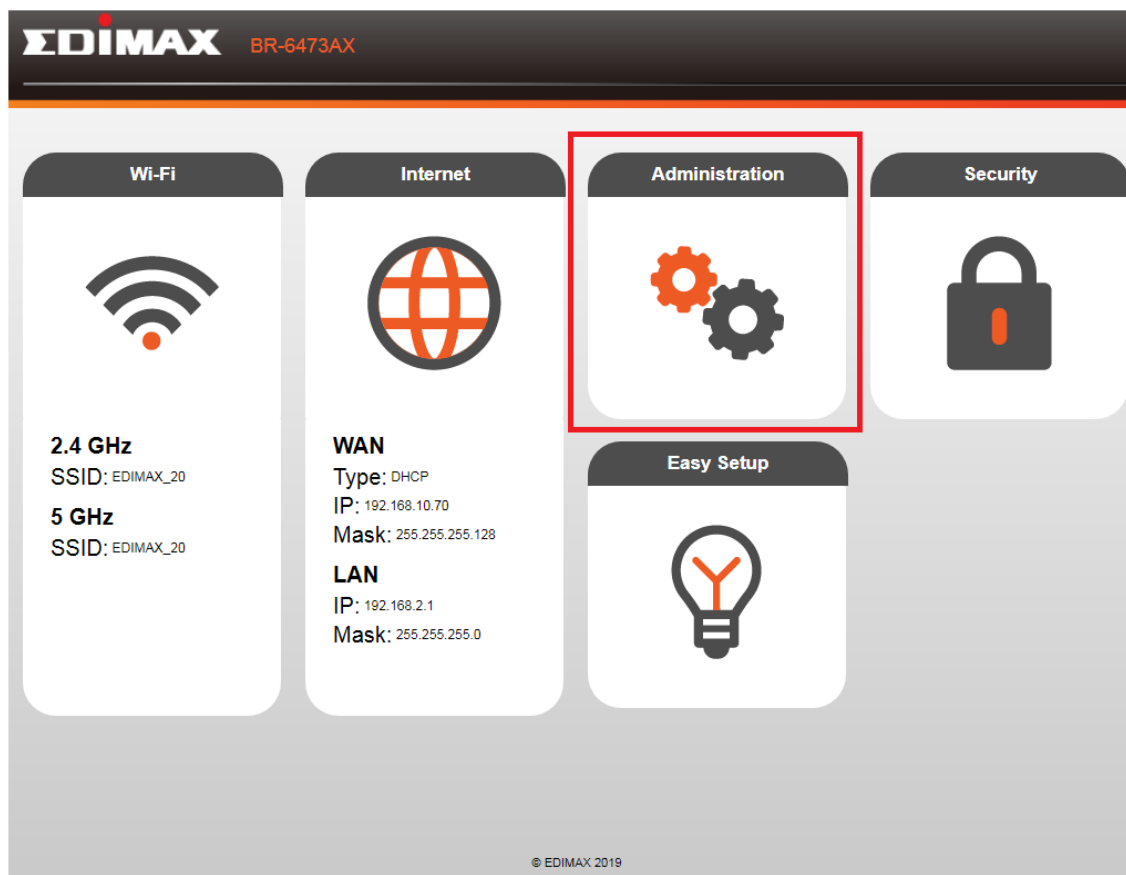 EDIMAX BR-6473AX
Wi-Fi
2.4 GHz
SSID: EDIMAX_20
5 GHz
SSID: EDIMAX_20
Internet
WAN
Type: DHCP
IP: 192.168.10.70
Mask: 255.255.255.128
LAN
IP: 192.168.2.1
Mask: 255.255.255.0
Administration
Easy Setup
Security
© EDIMAX 2019